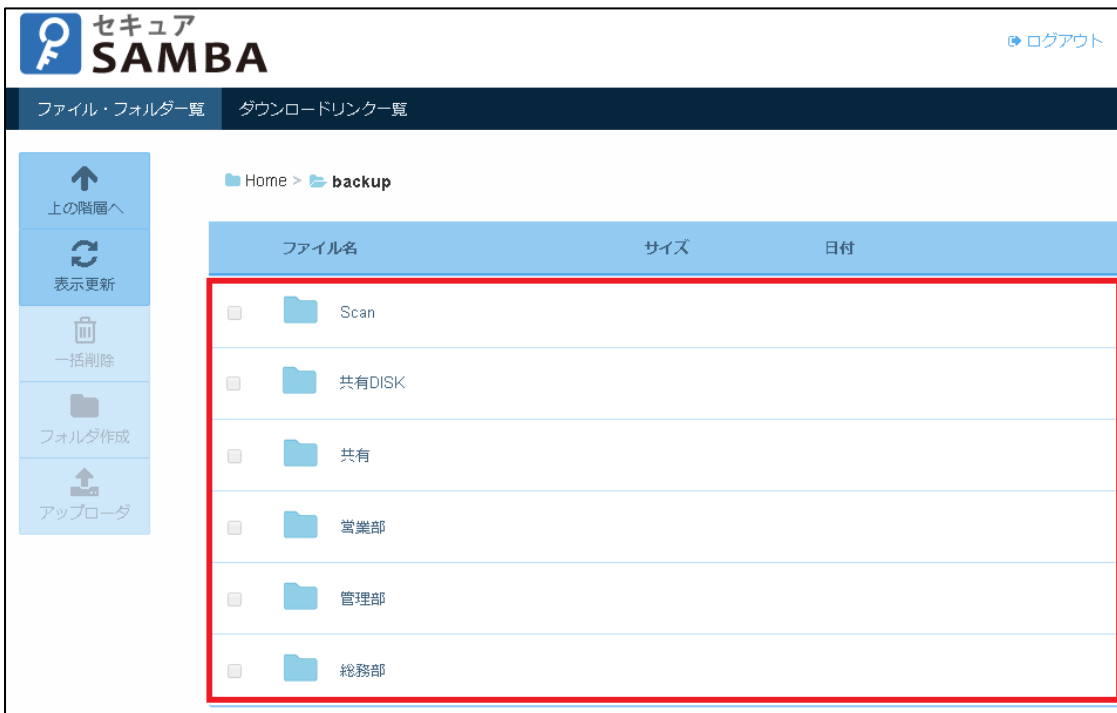 セキュア
SAMBA
ログアウト
ファイル・フォルダ一覧 ダウンロードリンク一覧
上の階層へ
表示更新
一括削除
フォルダ作成
アップローダ
Home > backup
ファイル名 サイズ 日付
Scan
共有DISK
共有
営業部
管理部
総務部